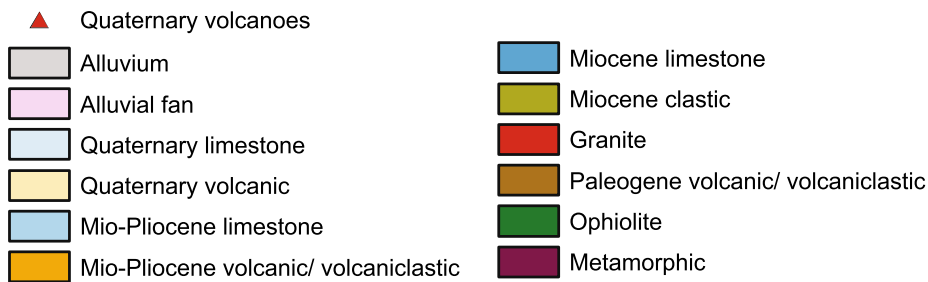 Quaternary volcanoes
Alluvium
Alluvial fan
Quaternary limestone
Quaternary volcanic
Mio-Pliocene limestone
Mio-Pliocene volcanic/ volcaniclastic
Miocene limestone
Miocene clastic
Granite
Paleogene volcanic/ volcaniclastic
Ophiolite
Metamorphic